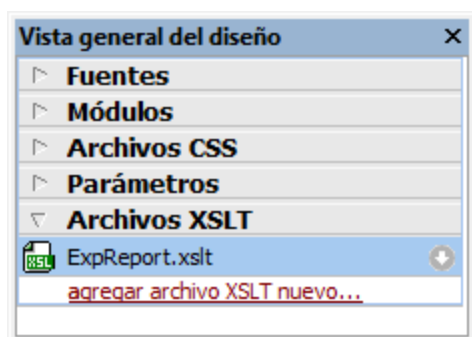 Vista general del diseño
Fuentes
Módulos
Archivos CSS
Parámetros
Archivos XSLT
XSL ExpReport.xslt
agregar archivo XSLT nuevo...